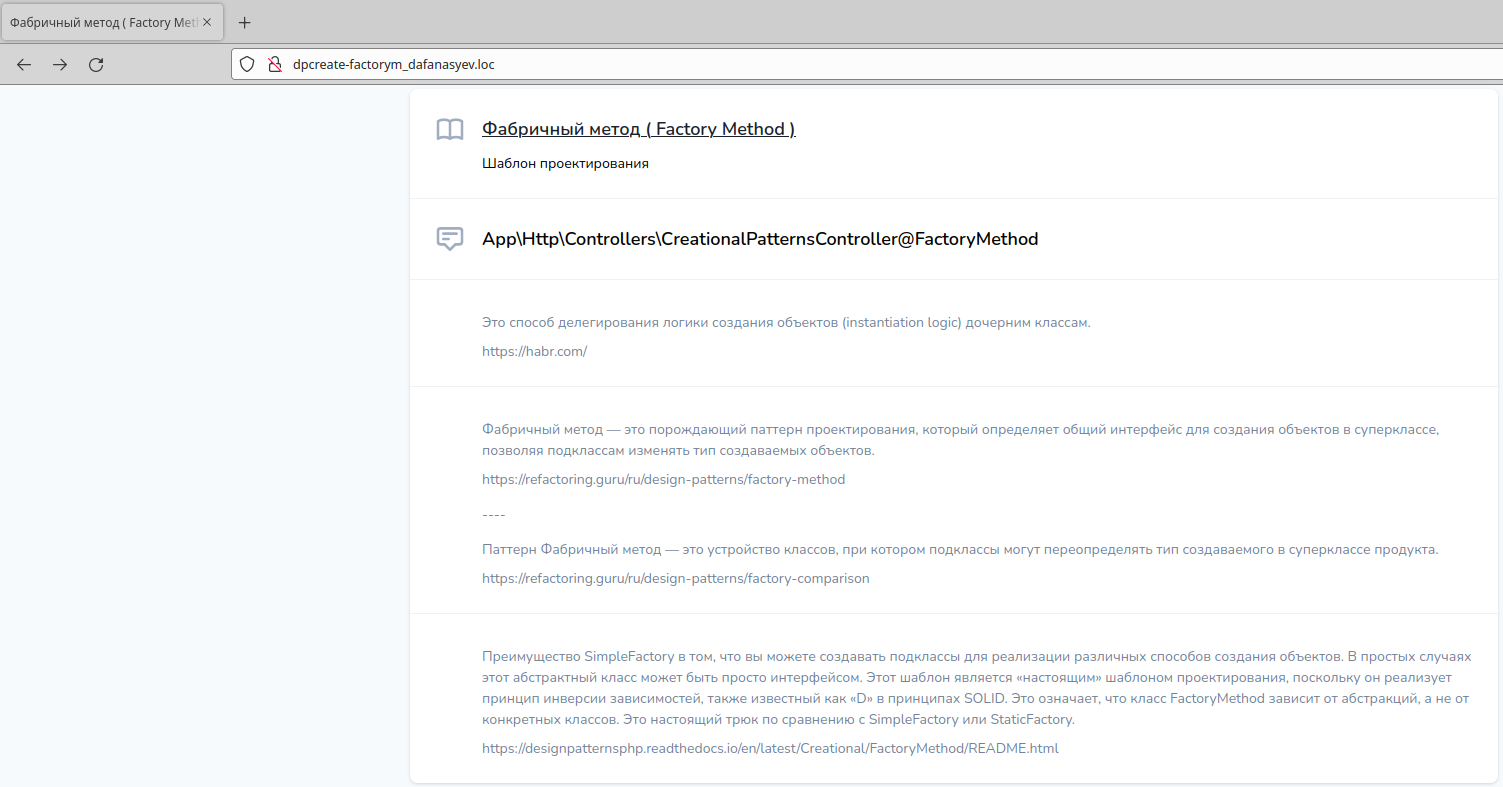 Фабричный метод ( Factory Met
dpcreate-factorym_dafanasyev.loc
Фабричный метод ( Factory Method )
Шаблон проектирования
App\Http\Controllers\CreationalPatternsController@FactoryMethod
Это способ делегирования логики создания объектов (instantiation logic) дочерним классам.
https://habr.com/
Фабричный метод — это порождающий паттерн проектирования, который определяет общий интерфейс для создания объектов в суперклассе,
позволяя подклассам изменять тип создаваемых объектов.
https://refactoring.guru/ru/design-patterns/factory-method
----
Паттерн Фабричный метод — это устройство классов, при котором подклассы могут переопределять тип создаваемого в суперклассе продукта.
https://refactoring.guru/ru/design-patterns/factory-comparison
Преимущество SimpleFactory в том, что вы можете создавать подклассы для реализации различных способов создания объектов. В простых случаях
этот абстрактный класс может быть просто интерфейсом. Этот шаблон является «настоящим» шаблоном проектирования, поскольку он реализует
принцип инверсии зависимостей, также известный как «D» в принципах SOLID. Это означает, что класс FactoryMethod зависит от абстракций, а не от
конкретных классов. Это настоящий трюк по сравнению с SimpleFactory или StaticFactory.
https://designpatternsphp.readthedocs.io/en/latest/Creational/FactoryMethod/README.html